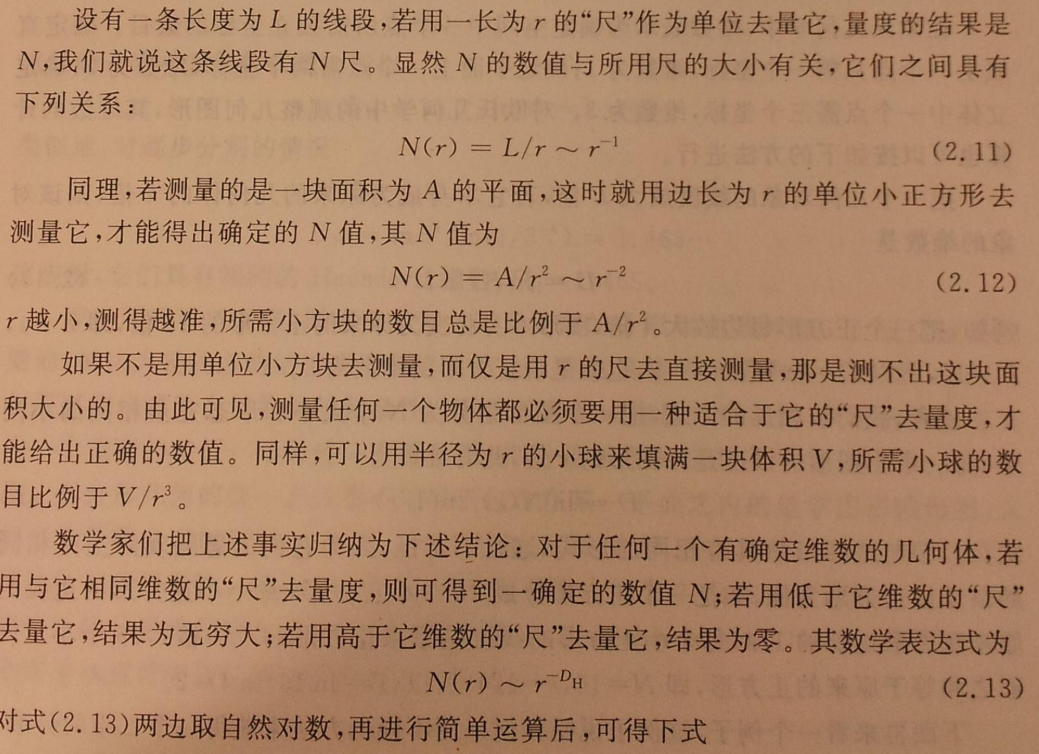 设有一条长度为 L 的线段,若用一长为 r 的“尺”作为单位去量它,量度的结果是
N,我们就说这条线段有 N 尺。显然 N 的数值与所用尺的大小有关,它们之间具有
下列关系:
N(r) = L/r ~ r⁻¹ (2.11)
同理,若测量的是一块面积为 A 的平面,这时就用边长为 r 的单位小正方形去
测量它,才能得出确定的 N 值,其 N 值为
N(r) = A/r² ~ r⁻² (2.12)
r 越小,测得越准,所需小方块的数目总是比例于 A/r²。
如果不是用单位小方块去测量,而仅是用 r 的尺去直接测量,那是测不出这块面
积大小的。由此可见,测量任何一个物体都必须要用一种适合于它的“尺”去量度,才
能给出正确的数值。同样,可以用半径为 r 的小球来填满一块体积 V,所需小球的数
目比例于 V/r³。
数学家们把上述事实归纳为下述结论:对于任何一个有确定维数的几何体,若
用与它相同维数的“尺”去量度,则可得到一确定的数值 N;若用低于它维数的“尺”
去量它,结果为无穷大;若用高于它维数的“尺”去量它,结果为零。其数学表达式为
N(r) ~ r^{-D_H} (2.13)
对式(2.13)两边取自然对数,再进行简单运算后,可得下式